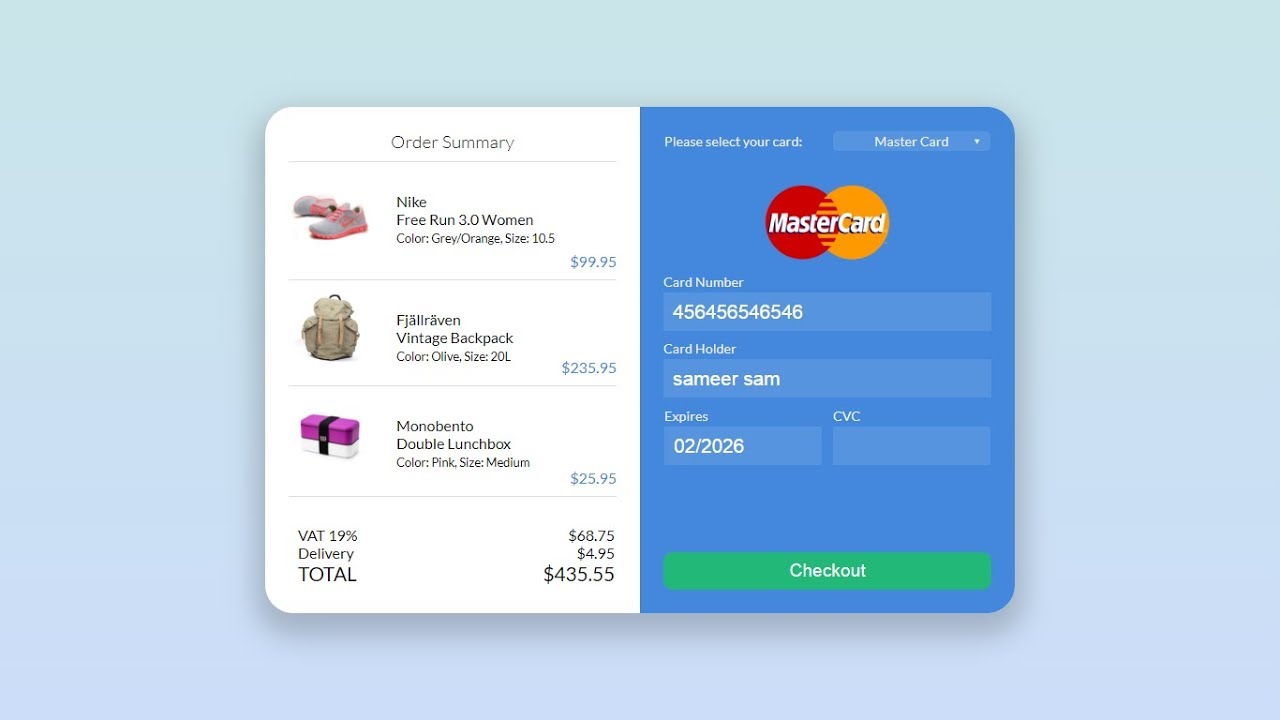 Order Summary
Nike
Free Run 3.0 Women
Color: Grey/Orange, Size: 10.5
$99.95
Fjällräven
Vintage Backpack
Color: Olive, Size: 20L
$235.95
Monobento
Double Lunchbox
Color: Pink, Size: Medium
$25.95
VAT 19% $68.75
Delivery $4.95
TOTAL $435.55
Please select your card: Master Card
MasterCard
Card Number
456456546546
Card Holder
sameer sam
Expires CVC
02/2026
Checkout